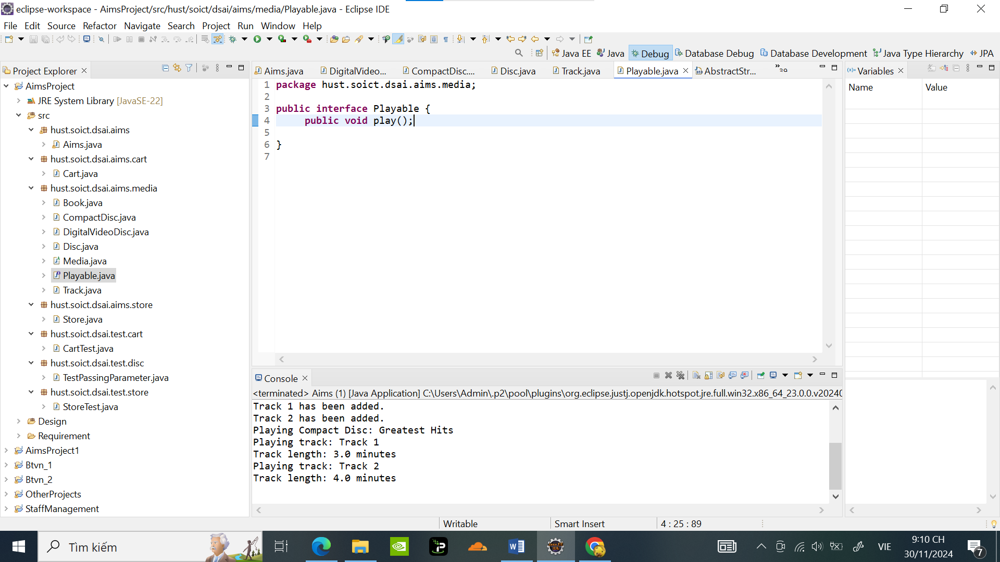 eclipse-workspace - AimsProject/src/hust/soict/dsai/aims/media/Playable.java - Eclipse IDE
File Edit Source Refactor Navigate Search Project Run Window Help
Java EE Java Debug Database Debug Database Development Java Type Hierarchy JPA
Project Explorer
AimsProject
JRE System Library [JavaSE-22]
src
hust.soict.dsai.aims
Aims.java
hust.soict.dsai.aims.cart
Cart.java
hust.soict.dsai.aims.media
Book.java
CompactDisc.java
DigitalVideoDisc.java
Disc.java
Media.java
Playable.java
Track.java
hust.soict.dsai.aims.store
Store.java
hust.soict.dsai.test.cart
CartTest.java
hust.soict.dsai.test.disc
TestPassingParameter.java
hust.soict.dsai.test.store
StoreTest.java
Design
Requirement
AimsProject1
Btvn_1
Btvn_2
OtherProjects
StaffManagement
Aims.java DigitalVideo... CompactDisc.... Disc.java Track.java Playable.java AbstractStr... »39
1 package hust.soict.dsai.aims.media;
2
3 public interface Playable {
4 public void play();
5
6 }
7
Variables
Name Value
Console
<terminated> Aims (1) [Java Application] C:\Users\Admin\.p2\pool\plugins\org.eclipse.justj.openjdk.hotspot.jre.full.win32.x86_64_23.0.0.v20240
Track 1 has been added.
Track 2 has been added.
Playing Compact Disc: Greatest Hits
Playing track: Track 1
Track length: 3.0 minutes
Playing track: Track 2
Track length: 4.0 minutes
Writable Smart Insert 4 : 25 : 89
Tìm kiếm
VIE
9:10 CH
30/11/2024
7